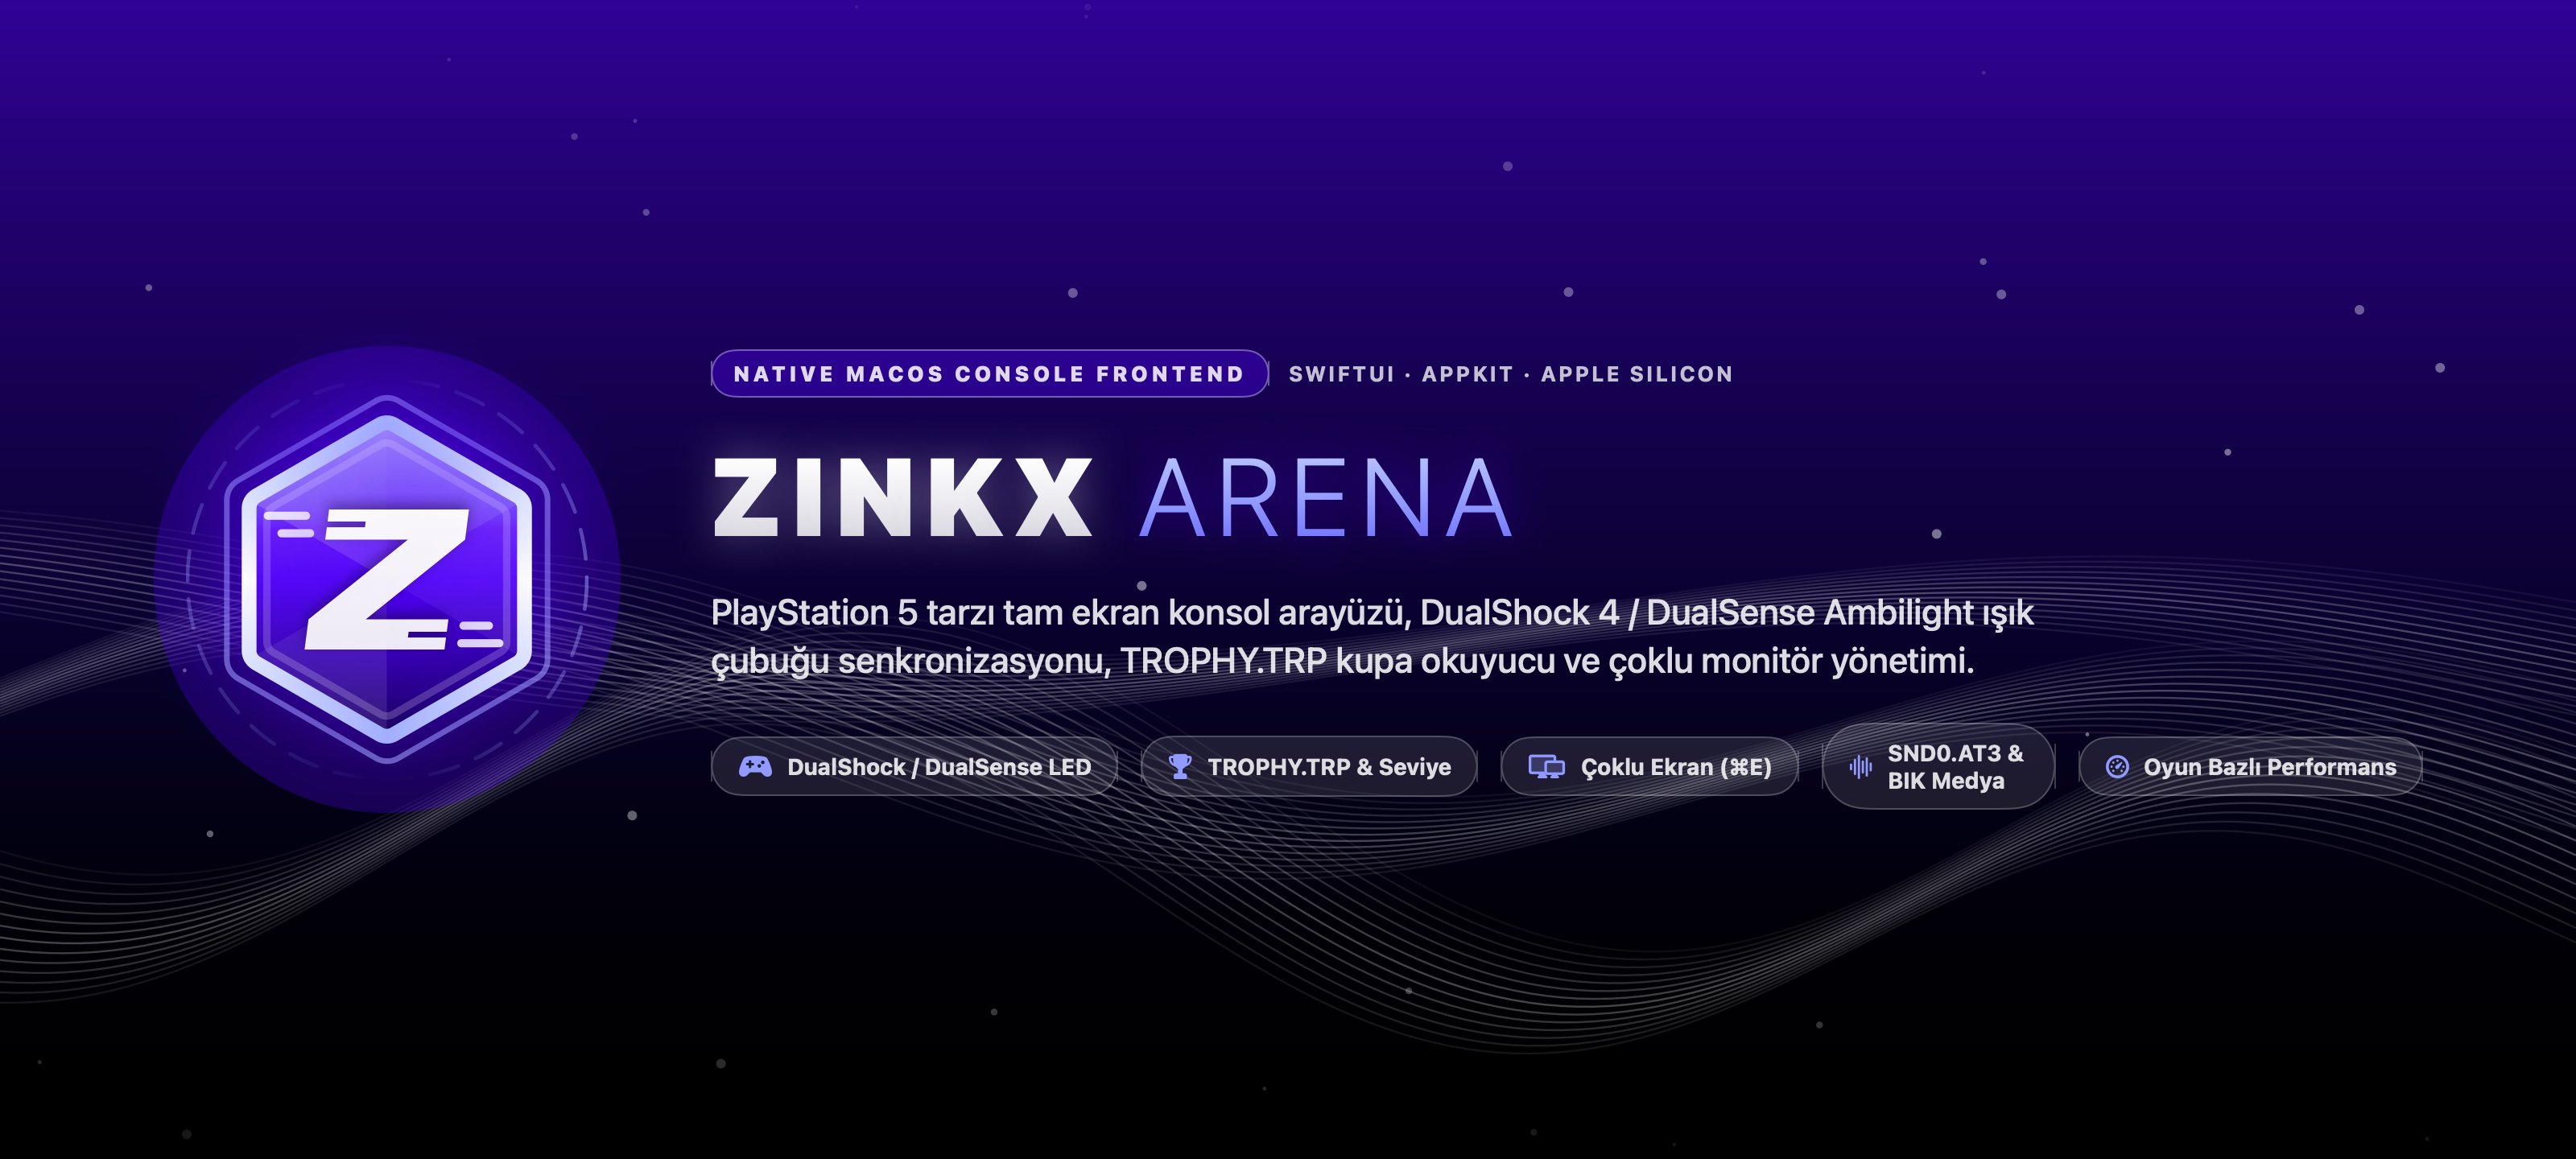 NATIVE MACOS CONSOLE FRONTEND
SWIFTUI · APPKIT · APPLE SILICON
Z
ZINKX ARENA
PlayStation 5 tarzı tam ekran konsol arayüzü, DualShock 4 / DualSense Ambilight ışık
çubuğu senkronizasyonu, TROPHY.TRP kupa okuyucu ve çoklu monitör yönetimi.
DualShock / DualSense LED
TROPHY.TRP & Seviye
Çoklu Ekran (⌘E)
SND0.AT3 &
BIK Medya
Oyun Bazlı Performans